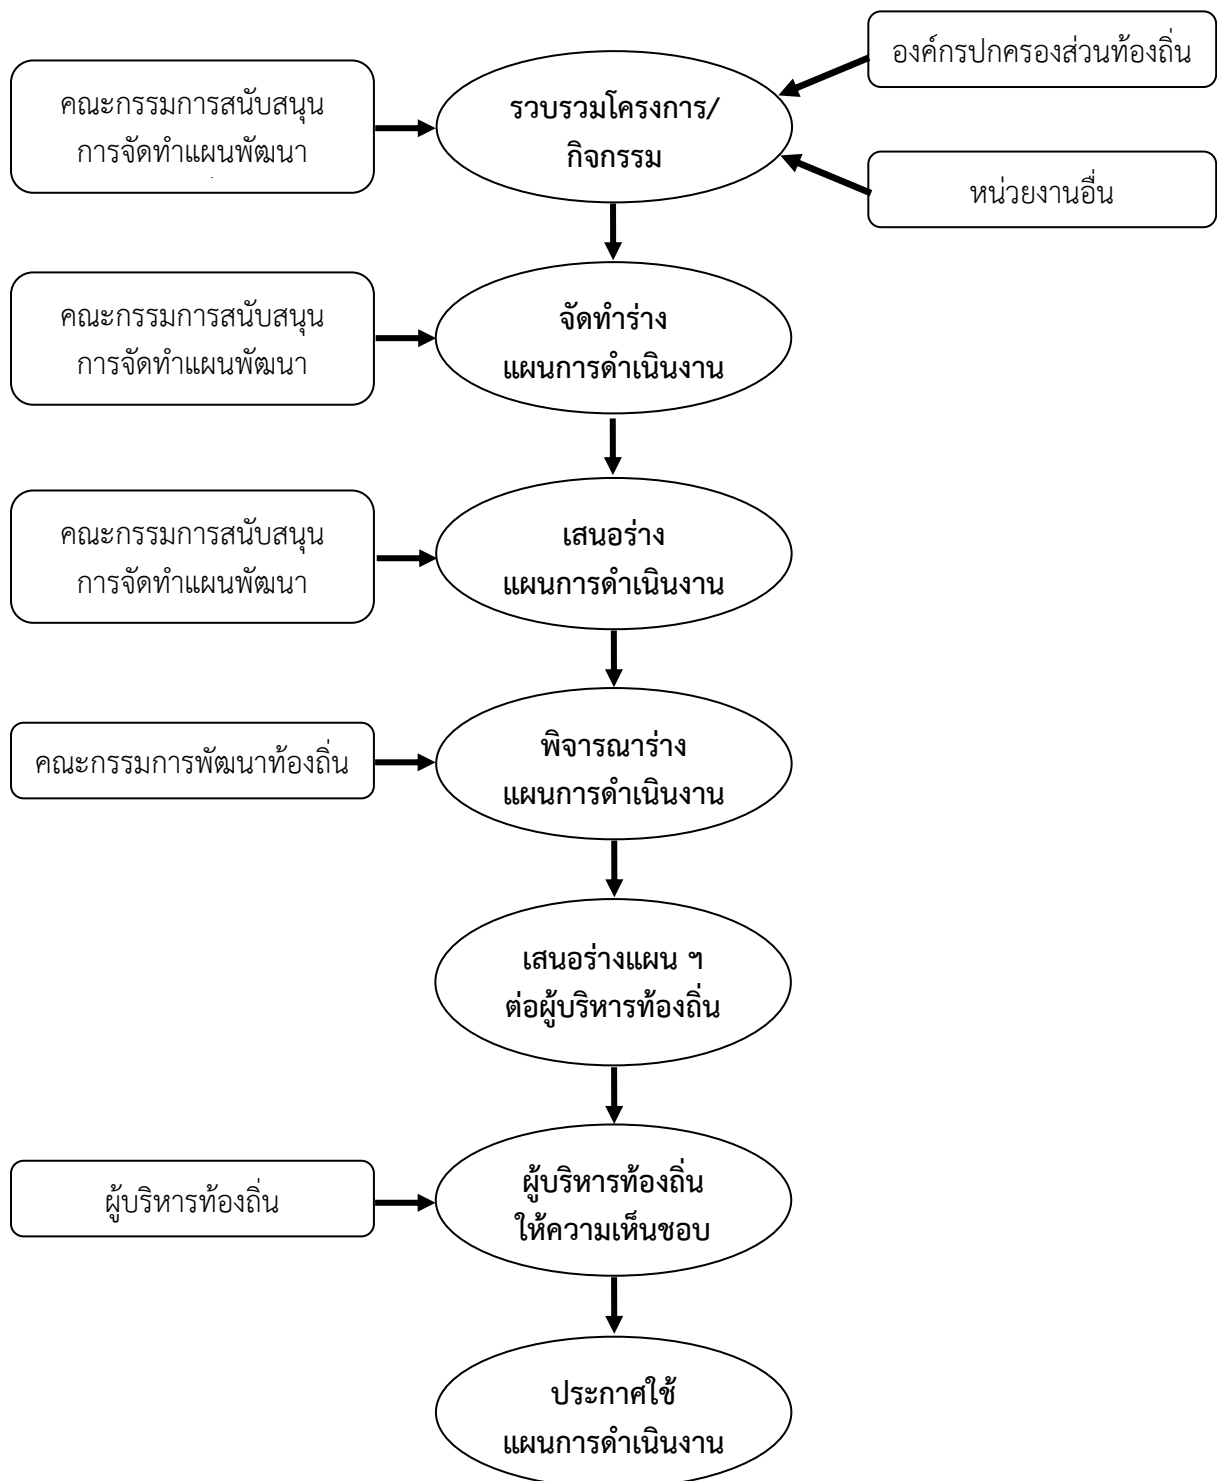 องค์กรปกครองส่วนท้องถิ่น
คณะกรรมการสนับสนุน
การจัดทำแผนพัฒนา
รวบรวมโครงการ/
กิจกรรม
หน่วยงานอื่น
คณะกรรมการสนับสนุน
การจัดทำแผนพัฒนา
จัดทำร่าง
แผนการดำเนินงาน
คณะกรรมการสนับสนุน
การจัดทำแผนพัฒนา
เสนอร่าง
แผนการดำเนินงาน
คณะกรรมการพัฒนาท้องถิ่น
พิจารณาร่าง
แผนการดำเนินงาน
เสนอร่างแผน ฯ
ต่อผู้บริหารท้องถิ่น
ผู้บริหารท้องถิ่น
ผู้บริหารท้องถิ่น
ให้ความเห็นชอบ
ประกาศใช้
แผนการดำเนินงาน